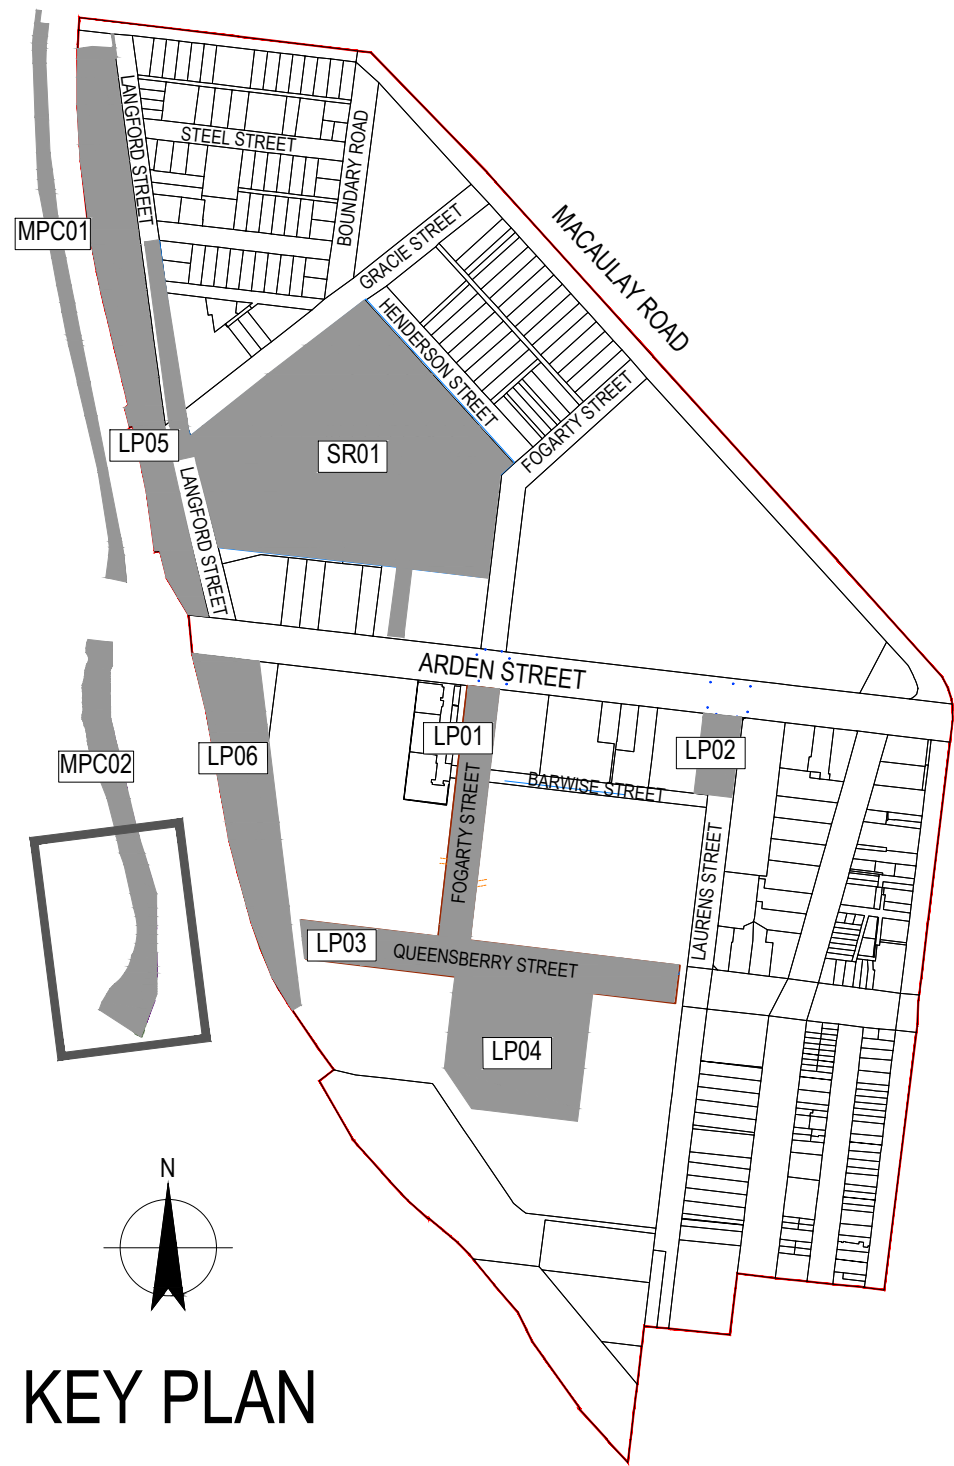 LANGFORD STREET
STEEL STREET
BOUNDARY ROAD
MPC01
GRACIE STREET
MACAULAY ROAD
HENDERSON STREET
FOGARTY STREET
LP05
SR01
LANGFORD STREET
ARDEN STREET
MPC02
LP06
LP01
LP02
BARWISE STREET
FOGARTY STREET
LAURENS STREET
LP03
QUEENSBERRY STREET
LP04
N
KEY PLAN